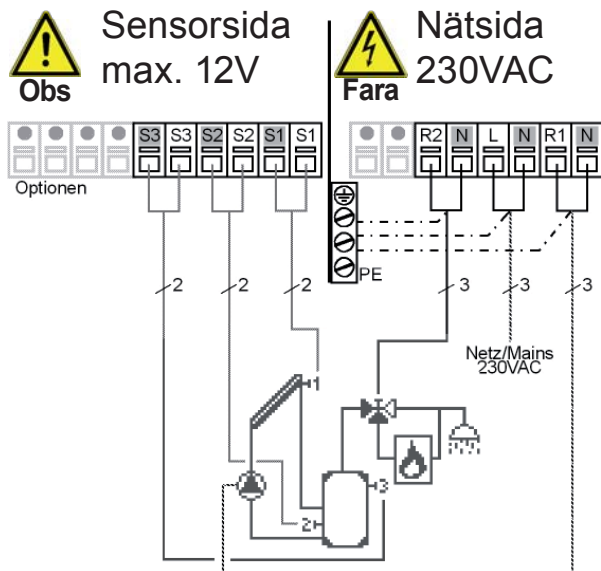 Sensorsida
max. 12V
Obs
Nätsida
230VAC
Fara
S3 S3 S2 S2 S1 S1
R2 N L N R1 N
Optionen
PE
2 2 2
3 3 3
Netz/Mains
230VAC
1
3
2